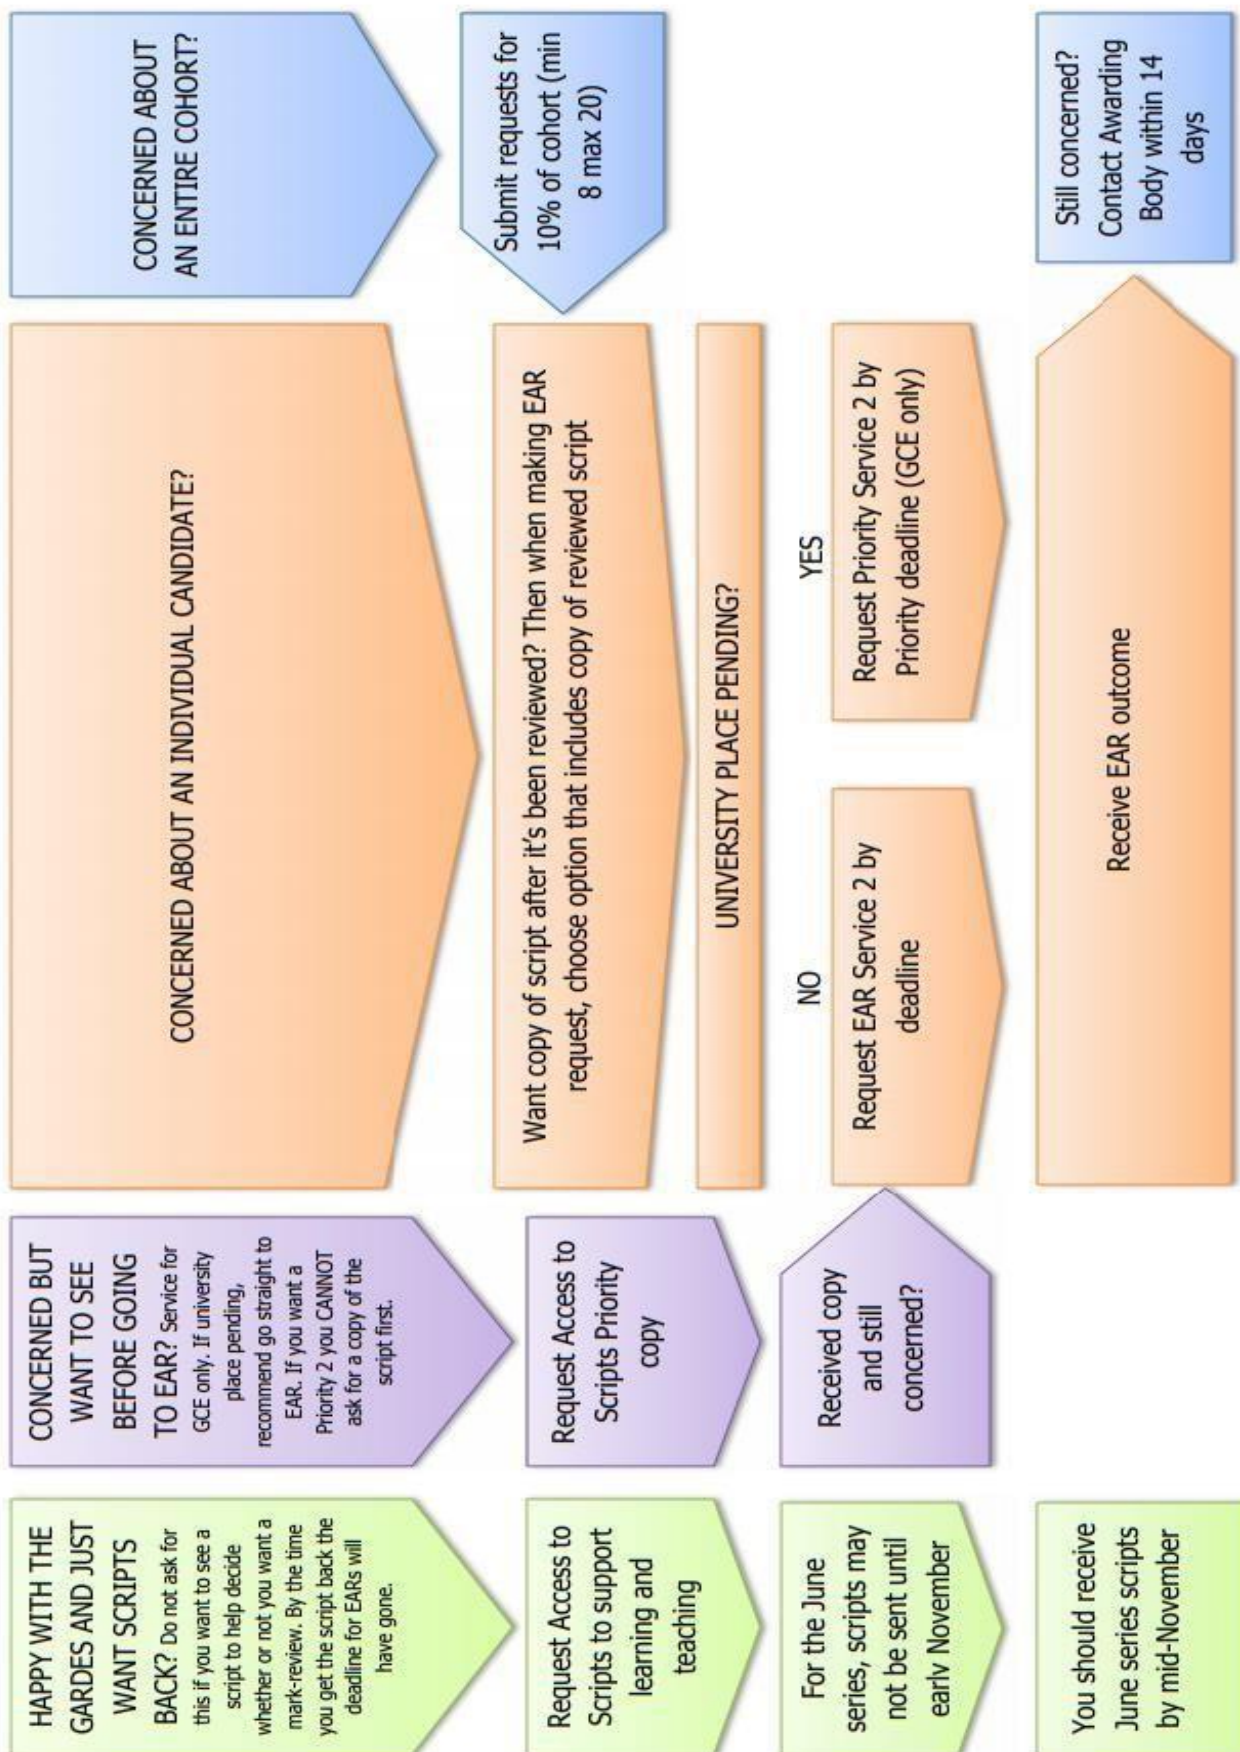 HAPPY WITH THE
GARDES AND JUST
WANT SCRIPTS
BACK? Do not ask for
this if you want to see a
script to help decide
whether or not you want a
mark-review. By the time
you get the script back the
deadline for EARs will
have gone.
Request Access to
Scripts to support
learning and
teaching
For the June
series, scripts may
not be sent until
early November
You should receive
June series scripts
by mid-November
CONCERNED BUT
WANT TO SEE
BEFORE GOING
TO EAR? Service for
GCE only. If university
place pending,
recommend go straight to
EAR. If you want a
Priority 2 you CANNOT
ask for a copy of the
script first.
Request Access to
Scripts Priority
copy
Received copy
and still
concerned?
CONCERNED ABOUT AN INDIVIDUAL CANDIDATE?
Want copy of script after it's been reviewed? Then when making EAR
request, choose option that includes copy of reviewed script
UNIVERSITY PLACE PENDING?
NO
Request EAR Service 2 by
deadline
YES
Request Priority Service 2 by
Priority deadline (GCE only)
Receive EAR outcome
CONCERNED ABOUT
AN ENTIRE COHORT?
Submit requests for
10% of cohort (min
8 max 20)
Still concerned?
Contact Awarding
Body within 14
days